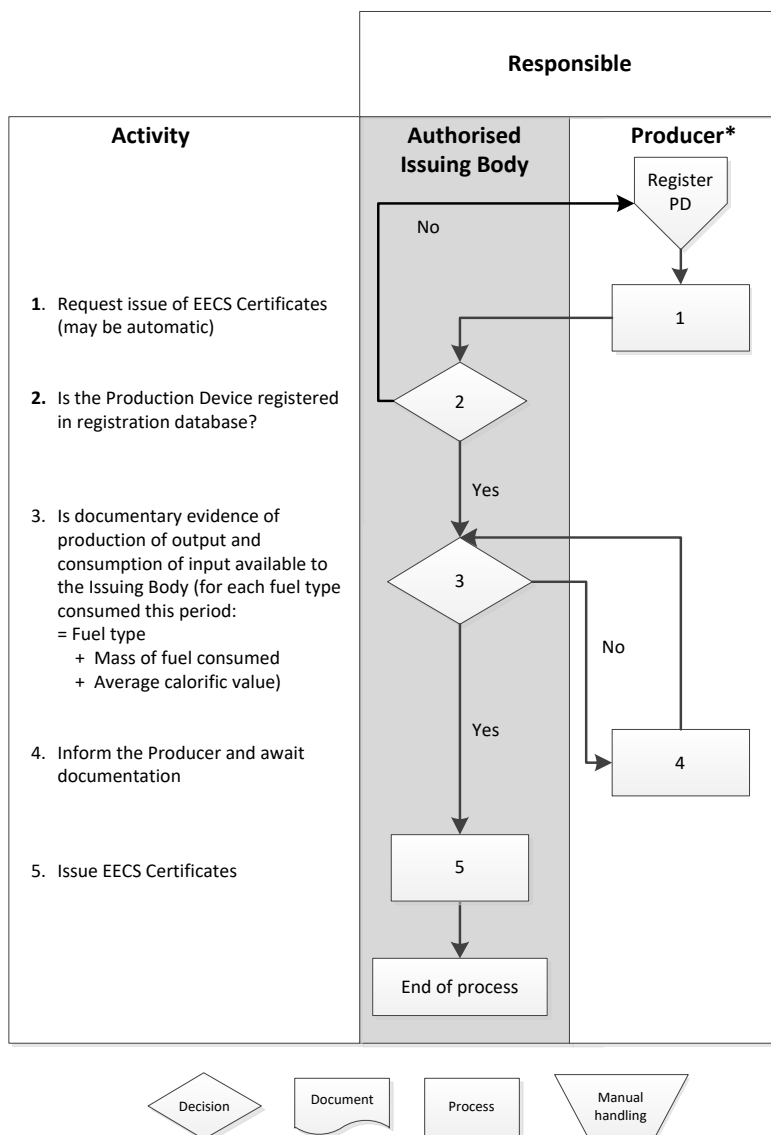 Responsible
Activity
Authorised
Issuing Body
Producer*
Register
PD
No
1. Request issue of EECS Certificates
(may be automatic)
1
2. Is the Production Device registered
in registration database?
2
Yes
3. Is documentary evidence of
production of output and
consumption of input available to
the Issuing Body (for each fuel type
consumed this period:
= Fuel type
+ Mass of fuel consumed
+ Average calorific value)
3
No
Yes
4. Inform the Producer and await
documentation
4
5. Issue EECS Certificates
5
End of process
Decision
Document
Process
Manual
handling